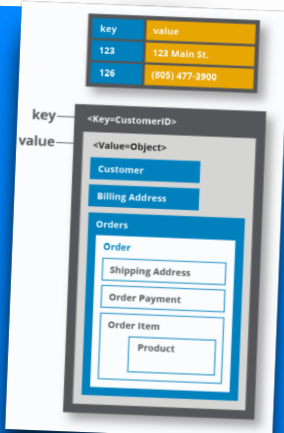 key value
123 123 Main St.
126 (805) 477-3900
key
<Key=CustomerID>
value
<Value=Object>
Customer
Billing Address
Orders
Order
Shipping Address
Order Payment
Order Item
Product